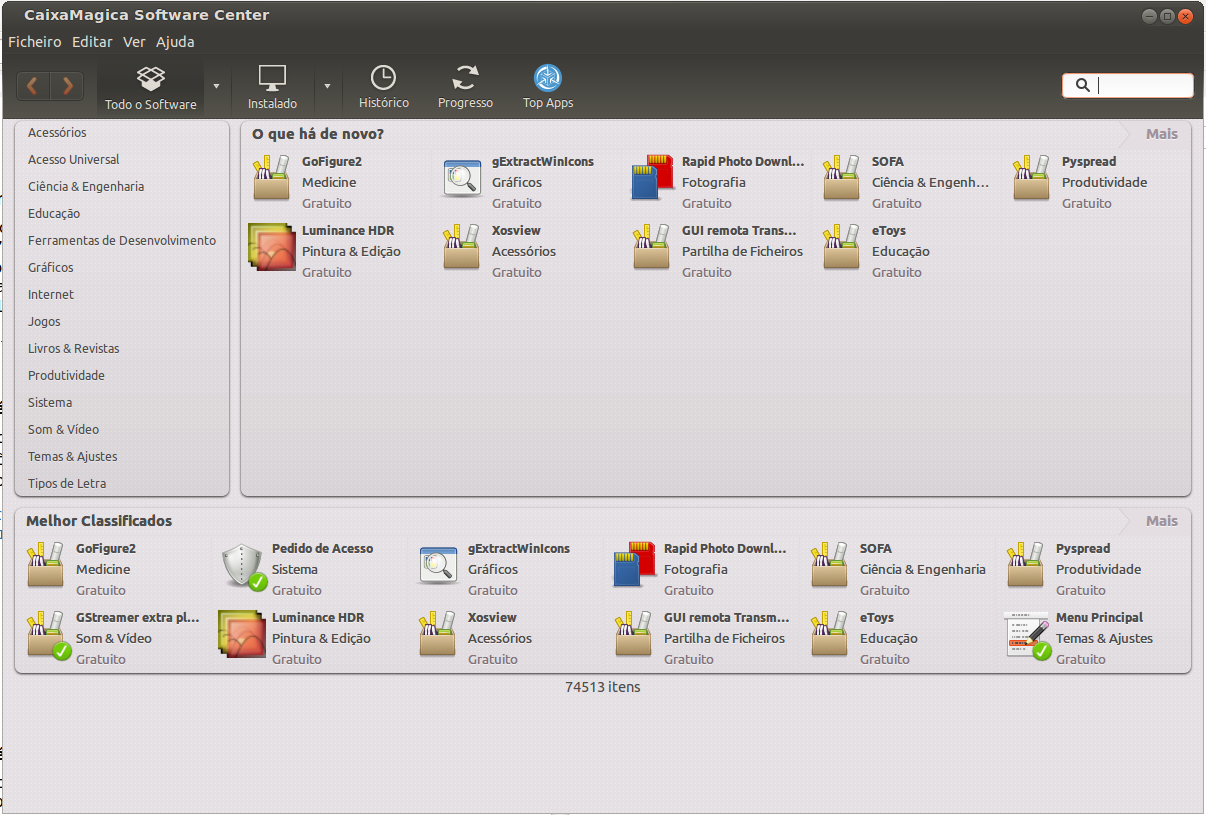 CaixaMagica Software Center
Ficheiro Editar Ver Ajuda
Todo o Software
Instalado
Histórico
Progresso
Top Apps
Acessórios
Acesso Universal
Ciência & Engenharia
Educação
Ferramentas de Desenvolvimento
Gráficos
Internet
Jogos
Livros & Revistas
Produtividade
Sistema
Som & Vídeo
Temas & Ajustes
Tipos de Letra
O que há de novo?
Mais
GoFigure2
Medicine
Gratuito
gExtractWinIcons
Gráficos
Gratuito
Rapid Photo Downl...
Fotografia
Gratuito
SOFA
Ciência & Engenh...
Gratuito
Pyspread
Produtividade
Gratuito
Luminance HDR
Pintura & Edição
Gratuito
Xosview
Acessórios
Gratuito
GUI remota Trans...
Partilha de Ficheiros
Gratuito
eToys
Educação
Gratuito
Melhor Classificados
Mais
GoFigure2
Medicine
Gratuito
Pedido de Acesso
Sistema
Gratuito
gExtractWinIcons
Gráficos
Gratuito
Rapid Photo Downl...
Fotografia
Gratuito
SOFA
Ciência & Engenharia
Gratuito
Pyspread
Produtividade
Gratuito
GStreamer extra pl...
Som & Vídeo
Gratuito
Luminance HDR
Pintura & Edição
Gratuito
Xosview
Acessórios
Gratuito
GUI remota Transm...
Partilha de Ficheiros
Gratuito
eToys
Educação
Gratuito
Menu Principal
Temas & Ajustes
Gratuito
74513 itens